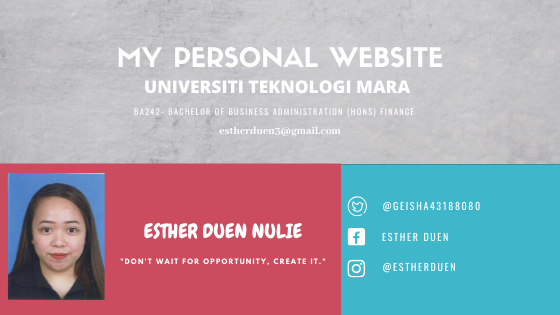 MY PERSONAL WEBSITE
UNIVERSITI TEKNOLOGI MARA
BA242- BACHELOR OF BUSINESS ADMINISTRATION (HONS) FINANCE
estherduen5@gmail.com
ESTHER DUEN NULIE
"DON'T WAIT FOR OPPORTUNITY, CREATE IT."
@GEISHA43188080
ESTHER DUEN
@ESTHERDUEN